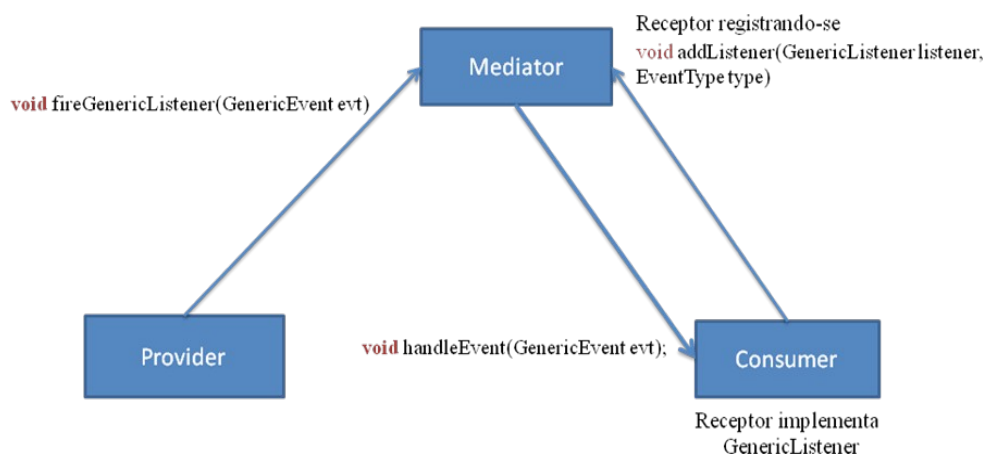 Receptor registrando-se
void addListener(GenericListener listener,
EventType type)
Mediator
void fireGenericListener(GenericEvent evt)
Provider
void handleEvent(GenericEvent evt);
Consumer
Receptor implementa
GenericListener